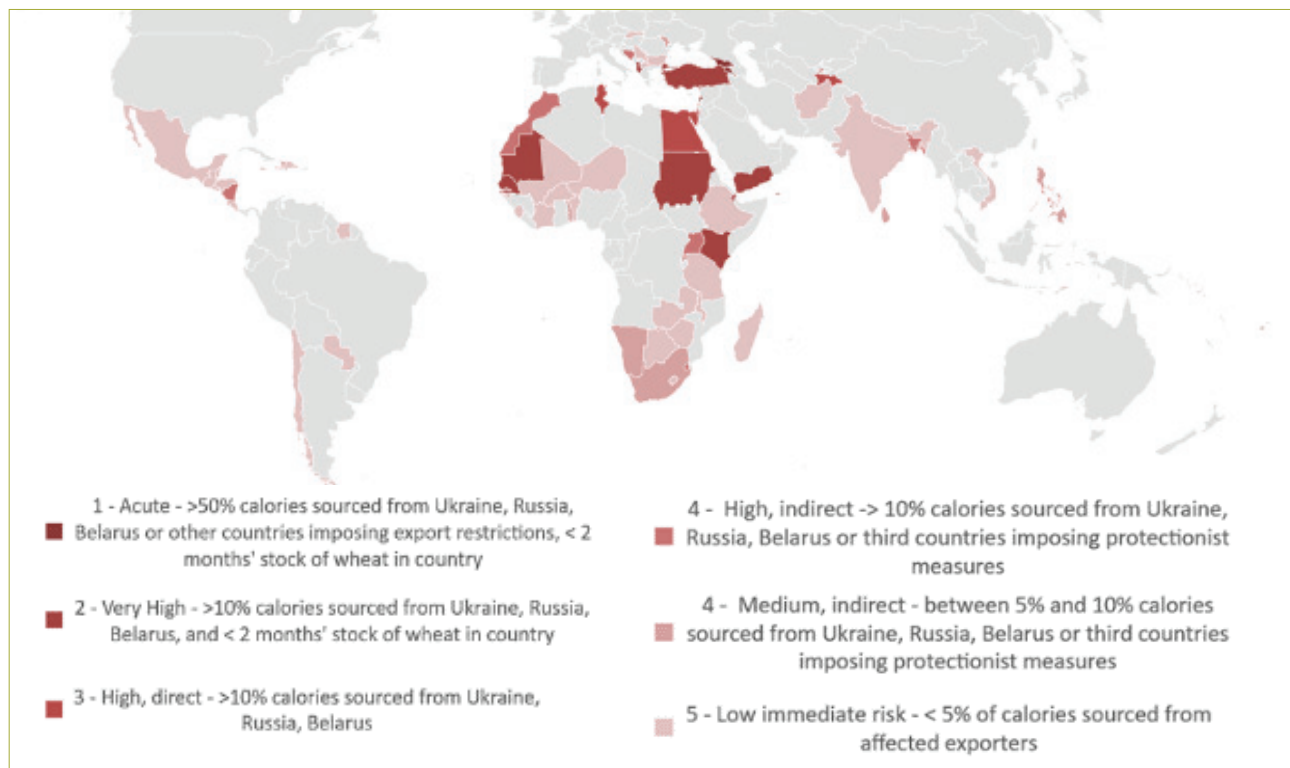 1 - Acute - >50% calories sourced from Ukraine, Russia,
Belarus or other countries imposing export restrictions, < 2
months' stock of wheat in country
2 - Very High - >10% calories sourced from Ukraine, Russia,
Belarus, and < 2 months' stock of wheat in country
3 - High, direct - >10% calories sourced from Ukraine,
Russia, Belarus
4 - High, indirect -> 10% calories sourced from Ukraine,
Russia, Belarus or third countries imposing protectionist
measures
4 - Medium, indirect - between 5% and 10% calories
sourced from Ukraine, Russia, Belarus or third countries
imposing protectionist measures
5 - Low immediate risk - < 5% of calories sourced from
affected exporters